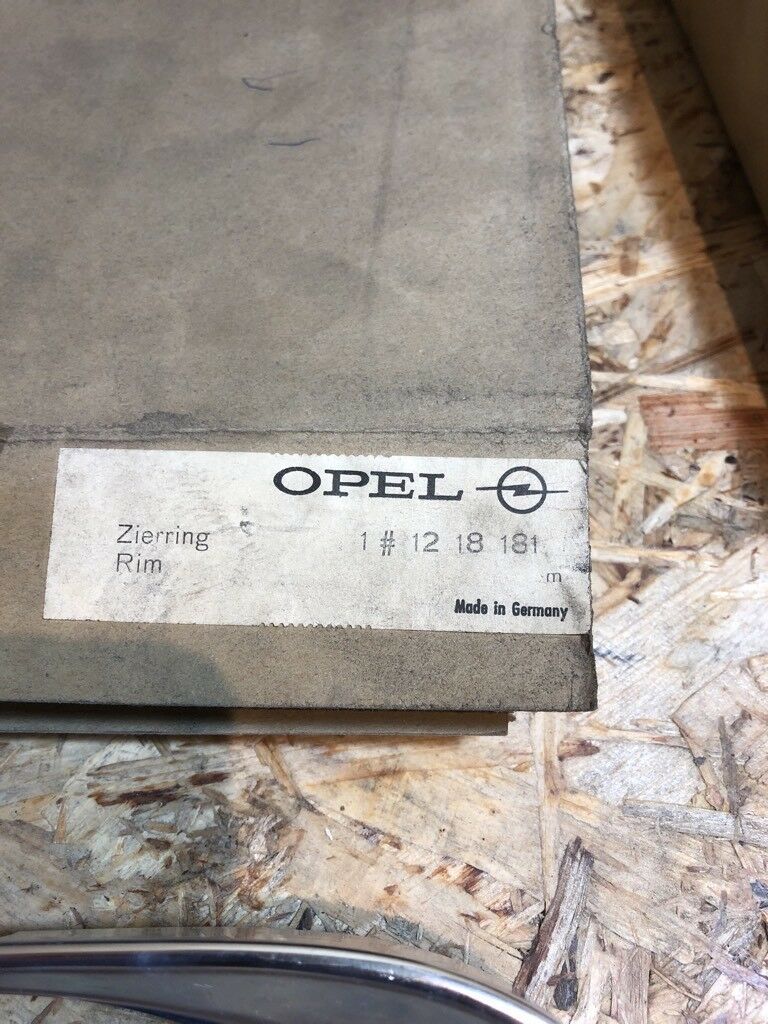 OPEL
Zierring 1 # 12 18 181
Rim
m
Made in Germany